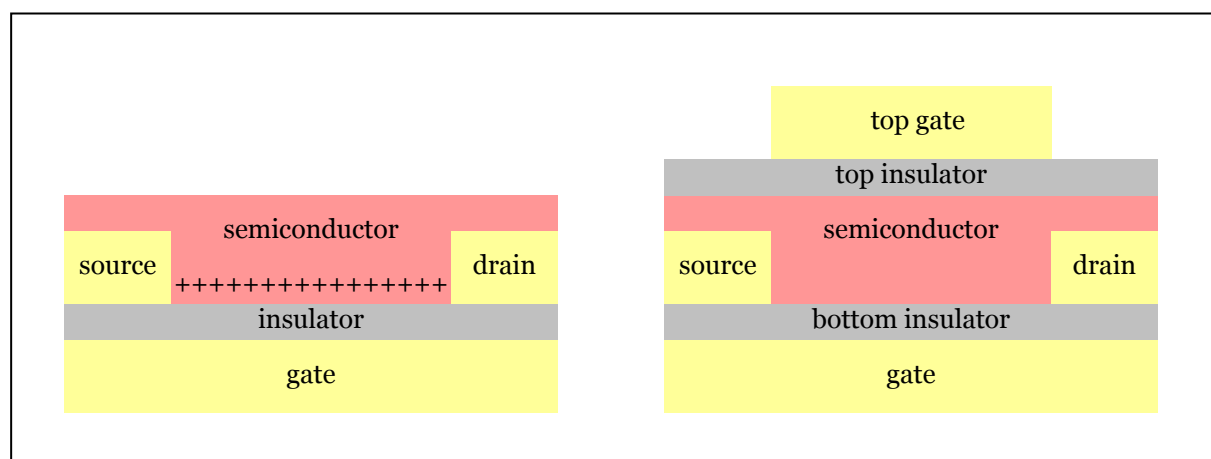 semiconductor
source
drain
++++++++++++++++
insulator
gate
top gate
top insulator
semiconductor
source
drain
bottom insulator
gate